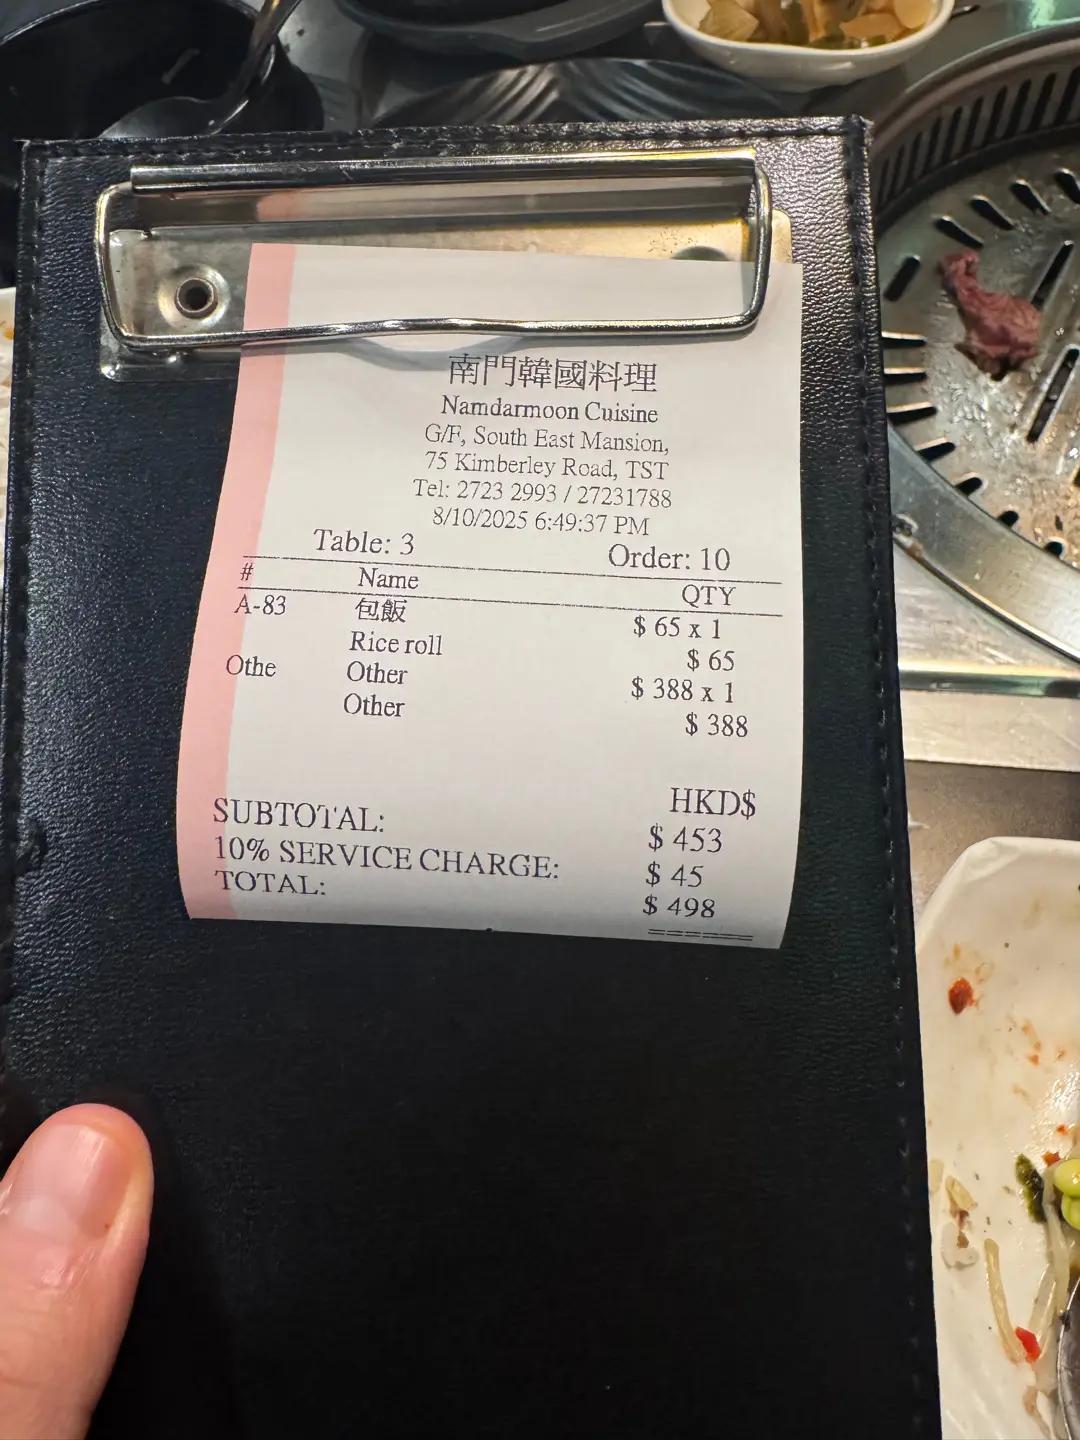 南門韓國料理
Namdarmoon Cuisine
G/F, South East Mansion,
75 Kimberley Road, TST
Tel: 2723 2993 / 27231788
8/10/2025 6:49:37 PM
Table: 3 Order: 10
# Name QTY
A-83 包飯 $ 65 x 1
Rice roll $ 65
Othe Other $ 388 x 1
Other $ 388
HKD$
SUBTOTAL: $ 453
10% SERVICE CHARGE: $ 45
TOTAL: $ 498
======